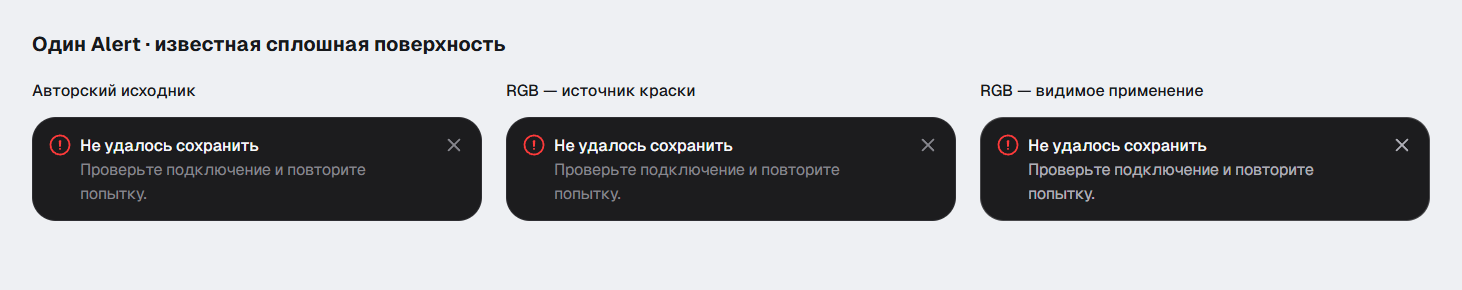 Один Alert · известная сплошная поверхность
Авторский исходник
RGB — источник краски
RGB — видимое применение
Не удалось сохранить
Проверьте подключение и повторите
попытку.
Не удалось сохранить
Проверьте подключение и повторите
попытку.
Не удалось сохранить
Проверьте подключение и повторите
попытку.